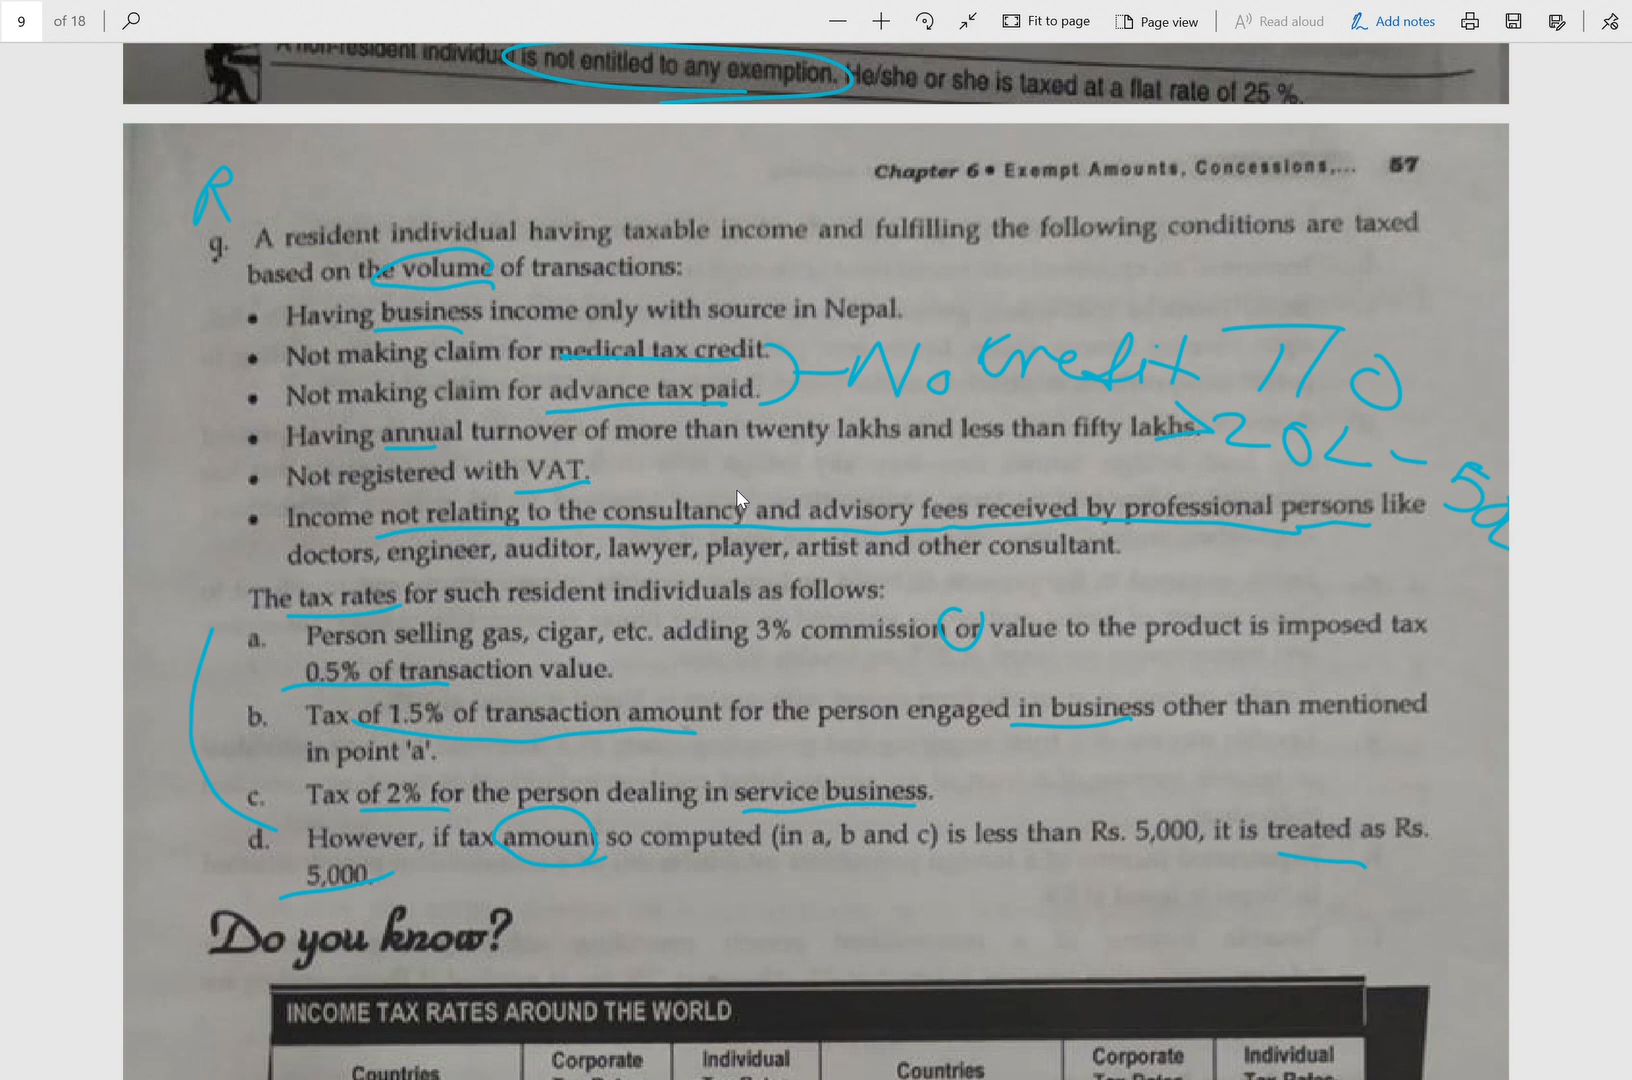 9 of 18
Fit to page
Page view
Read aloud
Add notes
A non-resident individual is not entitled to any exemption. He/she or she is taxed at a flat rate of 25 %.
Chapter 6 • Exempt Amounts, Concessions,... 57
R
g. A resident individual having taxable income and fulfilling the following conditions are taxed
based on the volume of transactions:
• Having business income only with source in Nepal.
• Not making claim for medical tax credit.
• Not making claim for advance tax paid.
No credit
• Having annual turnover of more than twenty lakhs and less than fifty lakhs.
>20L -
• Not registered with VAT.
• Income not relating to the consultancy and advisory fees received by professional persons like
doctors, engineer, auditor, lawyer, player, artist and other consultant.
The tax rates for such resident individuals as follows:
a. Person selling gas, cigar, etc. adding 3% commission or value to the product is imposed tax
0.5% of transaction value.
b. Tax of 1.5% of transaction amount for the person engaged in business other than mentioned
in point 'a'.
c. Tax of 2% for the person dealing in service business.
d. However, if tax amount so computed (in a, b and c) is less than Rs. 5,000, it is treated as Rs.
5,000.
Do you know?
INCOME TAX RATES AROUND THE WORLD
Countries Corporate Individual Countries Corporate Individual